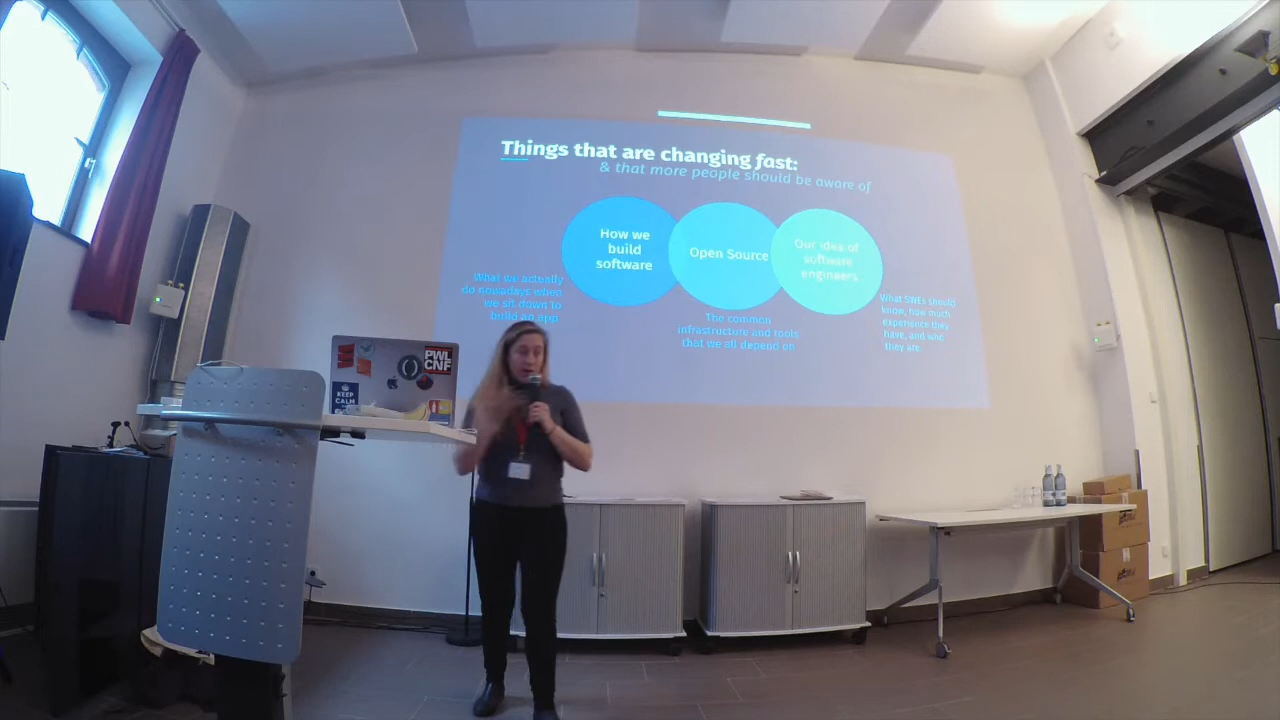 Things that are changing fast:
& that more people should be aware of
How we
build
software
Open Source
Our idea of
software
engineers
What we actually
do nowadays when
we sit down to
build an app
The common
infrastructure and tools
that we all depend on
What SWEs should
know, how much
experience they
have, and who
they are
PWL
CNF
KEEP
CALM